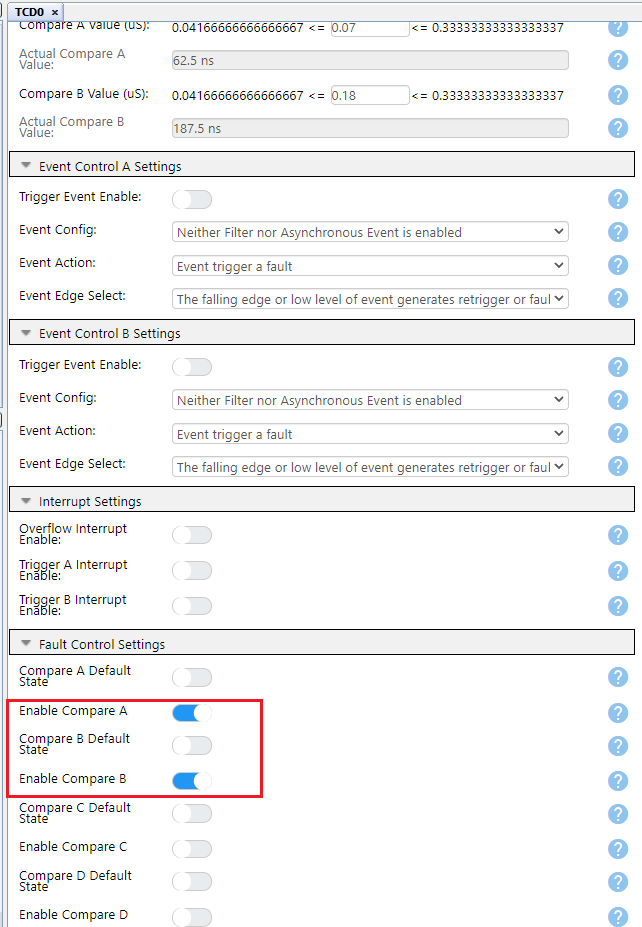 TCD0 ×
Compare A Value (uS): 0.04166666666666667 <= 0.07 <= 0.33333333333333337 ?
Actual Compare A
Value: 62.5 ns ?
Compare B Value (uS): 0.04166666666666667 <= 0.18 <= 0.33333333333333337 ?
Actual Compare B
Value: 187.5 ns ?
Event Control A Settings
Trigger Event Enable: ?
Event Config: Neither Filter nor Asynchronous Event is enabled ?
Event Action: Event trigger a fault ?
Event Edge Select: The falling edge or low level of event generates retrigger or faul ?
Event Control B Settings
Trigger Event Enable: ?
Event Config: Neither Filter nor Asynchronous Event is enabled ?
Event Action: Event trigger a fault ?
Event Edge Select: The falling edge or low level of event generates retrigger or faul ?
Interrupt Settings
Overflow Interrupt
Enable: ?
Trigger A Interrupt
Enable: ?
Trigger B Interrupt
Enable: ?
Fault Control Settings
Compare A Default
State ?
Enable Compare A ?
Compare B Default
State ?
Enable Compare B ?
Compare C Default
State ?
Enable Compare C ?
Compare D Default
State ?
Enable Compare D ?